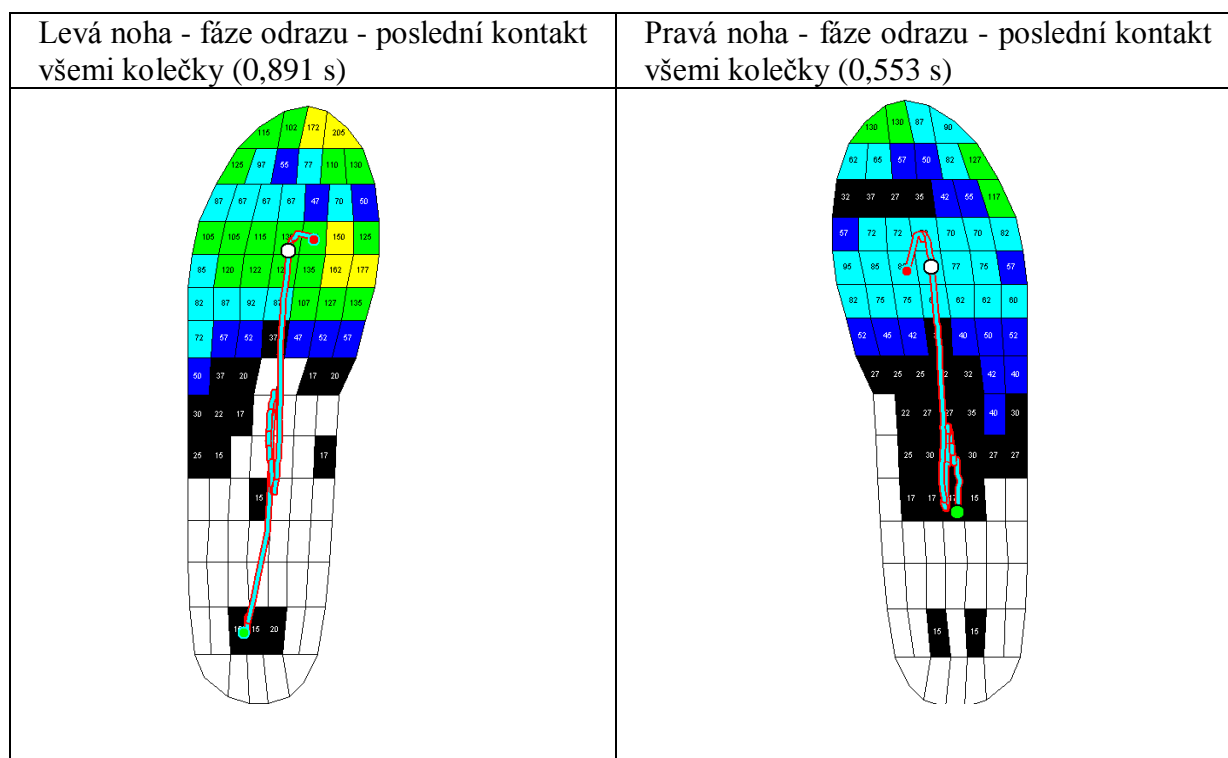 Levá noha - fáze odrazu - poslední kontakt
všemi kolečky (0,891 s)
Pravá noha - fáze odrazu - poslední kontakt
všemi kolečky (0,553 s)
115 102 172 205
125 97 55 77 110 130
87 67 67 67 47 70 50
105 105 115 150 125
85 120 122 135 162 177
82 87 92 107 127 135
72 57 52 37 47 52 57
50 37 20 17 20
30 22 17
25 15 17
15
15 20
130 130 87 90
62 65 57 50 82 127
32 37 27 35 42 55 117
57 72 72 70 70 82
95 85 77 75 57
82 75 75 62 62 60
52 45 42 40 50 52
27 25 25 32 42 40
22 27 27 35 40 30
25 30 30 27 27
17 17 15
15 15